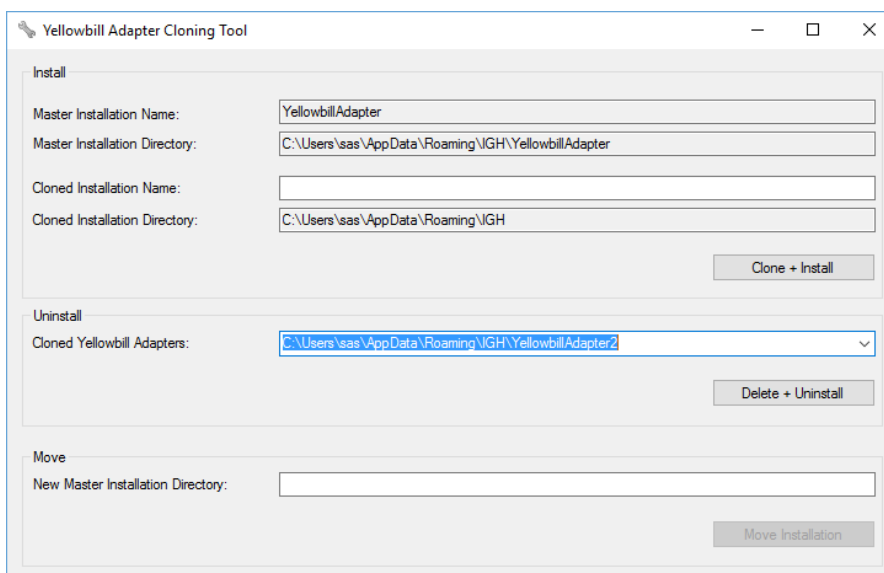 Yellowbill Adapter Cloning Tool
Install
Master Installation Name: YellowbillAdapter
Master Installation Directory: C:\Users\sas\AppData\Roaming\IGH\YellowbillAdapter
Cloned Installation Name:
Cloned Installation Directory: C:\Users\sas\AppData\Roaming\IGH
Clone + Install
Uninstall
Cloned Yellowbill Adapters: C:\Users\sas\AppData\Roaming\IGH\YellowbillAdapter2
Delete + Uninstall
Move
New Master Installation Directory:
Move Installation